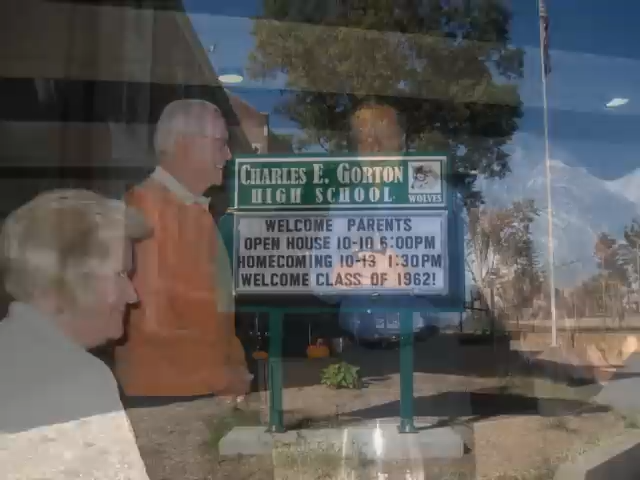 CHARLES E. GORTON
HIGH SCHOOL
WOLVES
WELCOME PARENTS
OPEN HOUSE 10-10 6:00PM
HOMECOMING 10-13 1:30PM
WELCOME CLASS OF 1962!